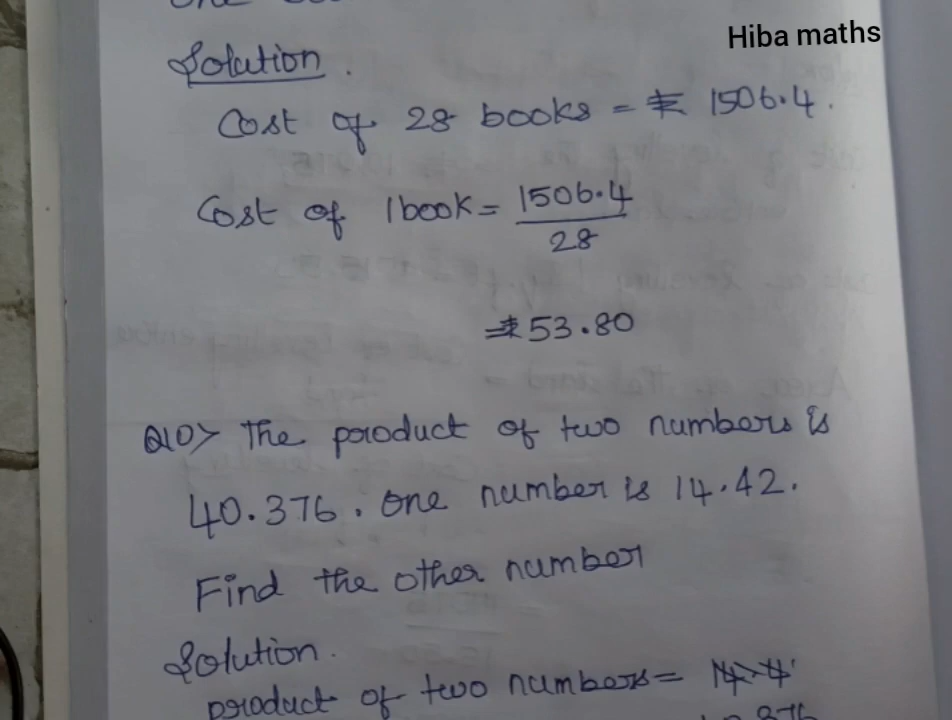 Hiba maths
Solution.
Cost of 28 books = ₹ 1506.4.
Cost of 1 book = 1506.4
28
= ₹ 53.80
Q10> The product of two numbers is
40.376. One number is 14.42.
Find the other number
Solution.
product of two numbers =